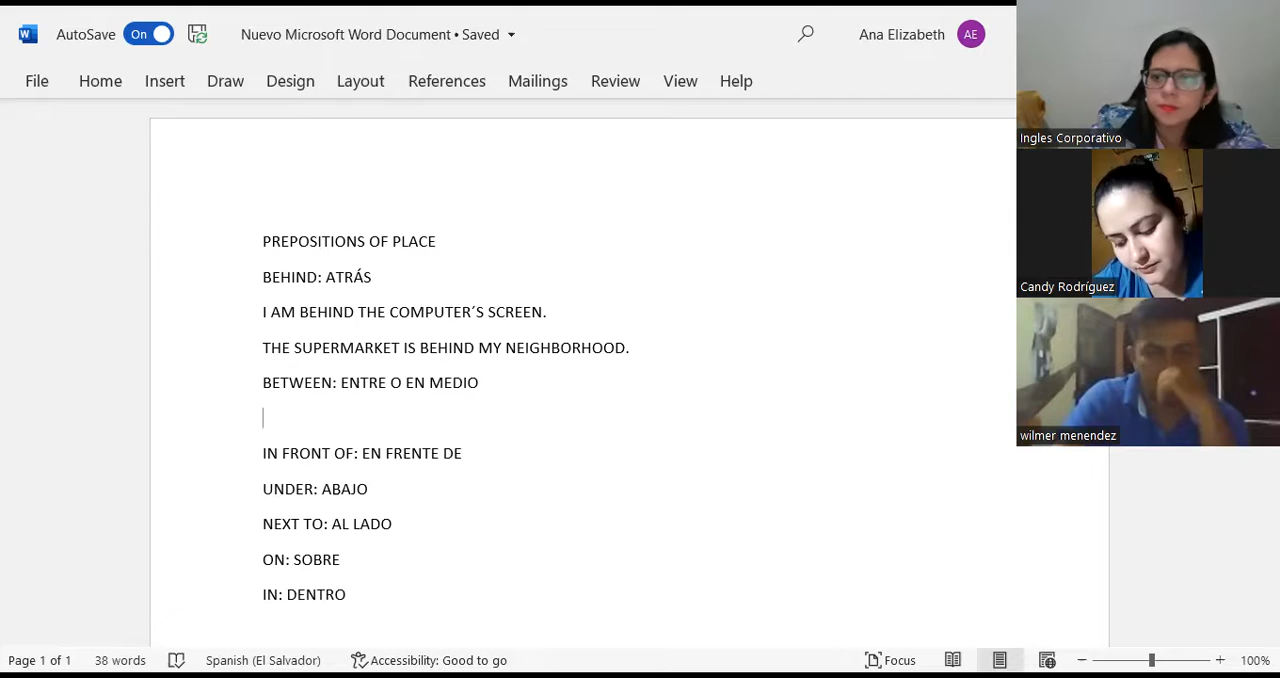 AutoSave On Nuevo Microsoft Word Document • Saved Ana Elizabeth AE
File Home Insert Draw Design Layout References Mailings Review View Help
Ingles Corporativo
Candy Rodríguez
wilmer menendez
PREPOSITIONS OF PLACE
BEHIND: ATRÁS
I AM BEHIND THE COMPUTER´S SCREEN.
THE SUPERMARKET IS BEHIND MY NEIGHBORHOOD.
BETWEEN: ENTRE O EN MEDIO
IN FRONT OF: EN FRENTE DE
UNDER: ABAJO
NEXT TO: AL LADO
ON: SOBRE
IN: DENTRO
Page 1 of 1 38 words Spanish (El Salvador) Accessibility: Good to go Focus 100%